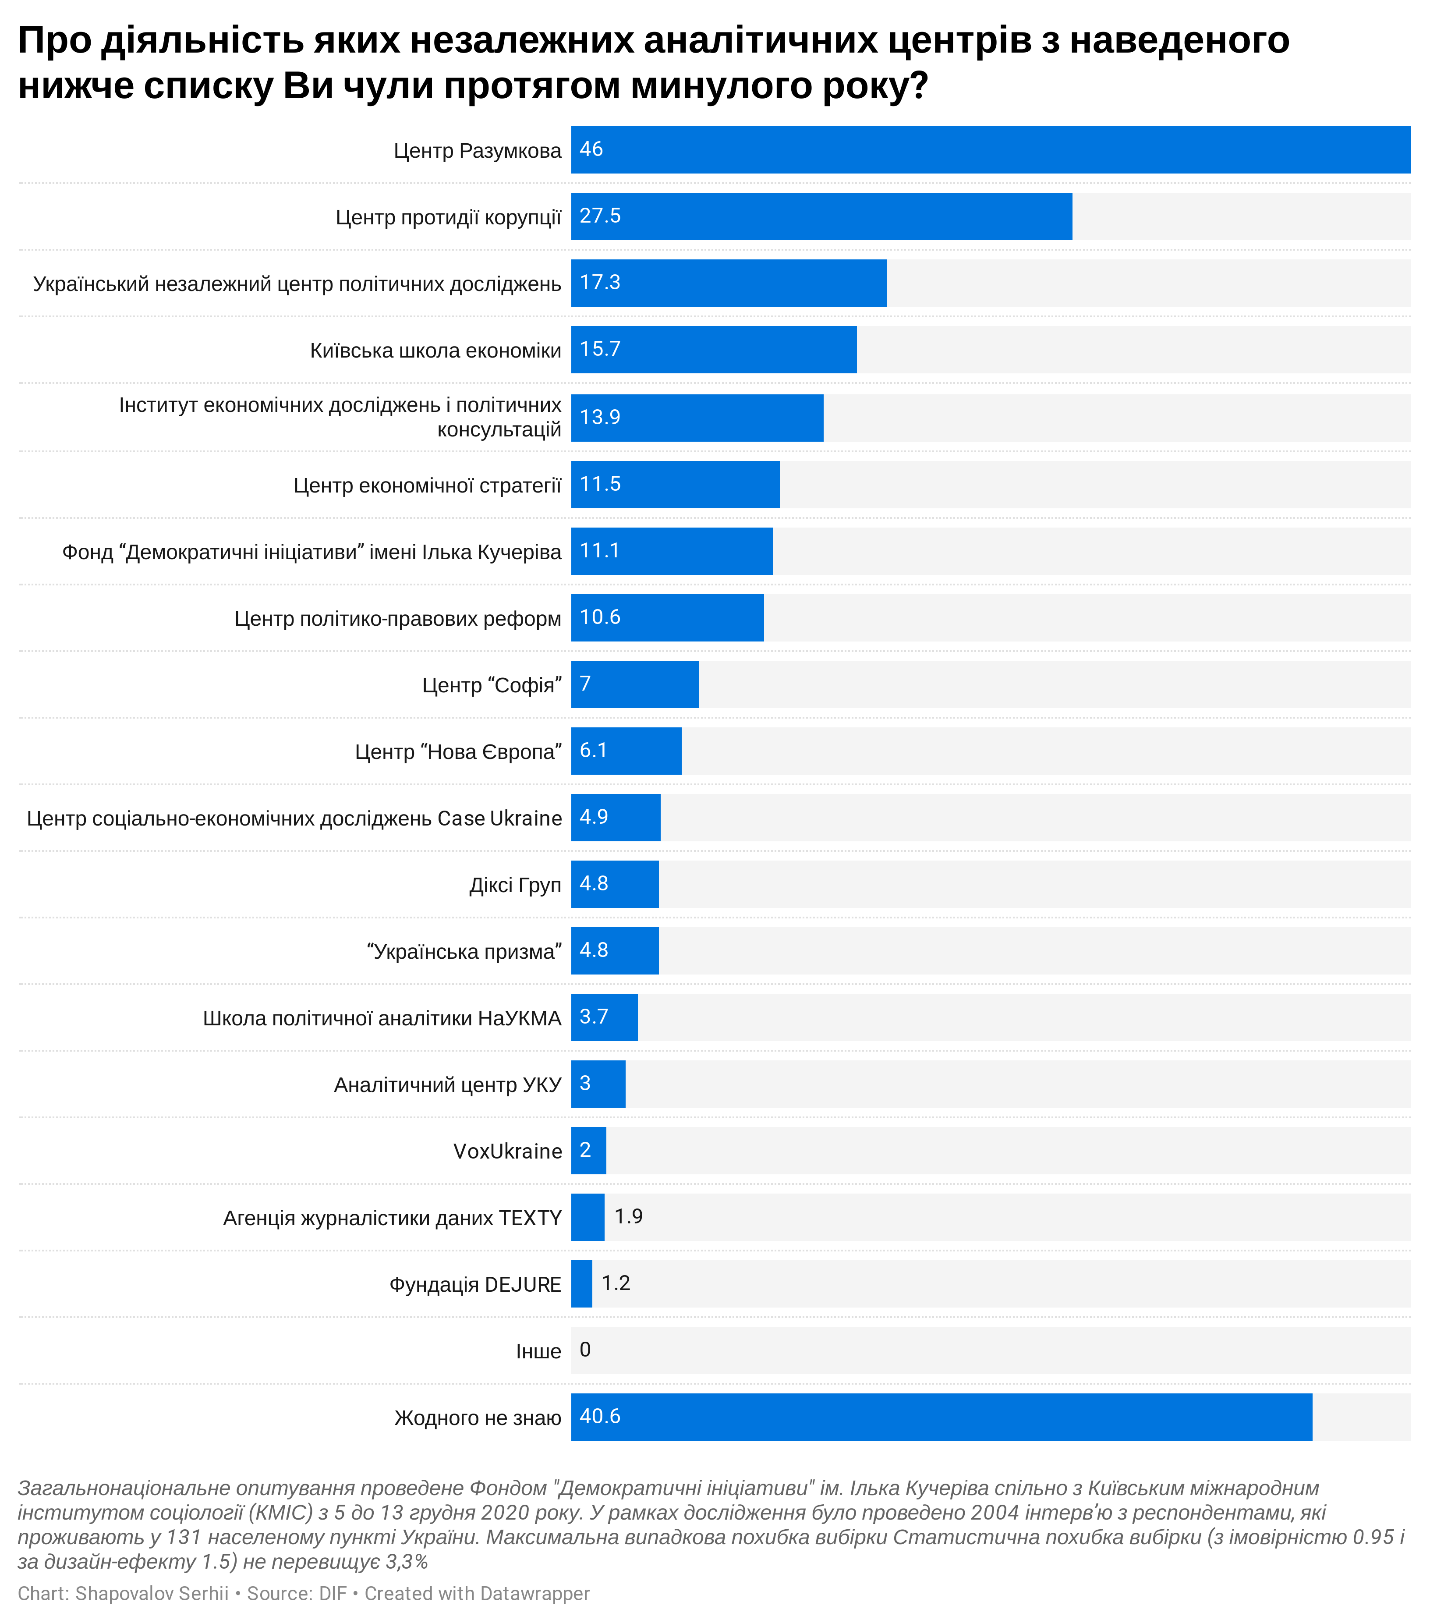 Про діяльність яких незалежних аналітичних центрів з наведеного
нижче списку Ви чули протягом минулого року?
Центр Разумкова 46
Центр протидії корупції 27.5
Український незалежний центр політичних досліджень 17.3
Київська школа економіки 15.7
Інститут економічних досліджень і політичних
консультацій 13.9
Центр економічної стратегії 11.5
Фонд “Демократичні ініціативи” імені Ілька Кучеріва 11.1
Центр політико-правових реформ 10.6
Центр “Софія” 7
Центр “Нова Європа” 6.1
Центр соціально-економічних досліджень Case Ukraine 4.9
Діксі Груп 4.8
“Українська призма” 4.8
Школа політичної аналітики НаУКМА 3.7
Аналітичний центр УКУ 3
VoxUkraine 2
Агенція журналістики даних TEXTY 1.9
Фундація DEJURE 1.2
Інше 0
Жодного не знаю 40.6
Загальнонаціональне опитування проведене Фондом "Демократичні ініціативи" ім. Ілька Кучеріва спільно з Київським міжнародним
інститутом соціології (КМІС) з 5 до 13 грудня 2020 року. У рамках дослідження було проведено 2004 інтерв’ю з респондентами, які
проживають у 131 населеному пункті України. Максимальна випадкова похибка вибірки Статистична похибка вибірки (з імовірністю 0.95 і
за дизайн-ефекту 1.5) не перевищує 3,3%
Chart: Shapovalov Serhii • Source: DIF • Created with Datawrapper